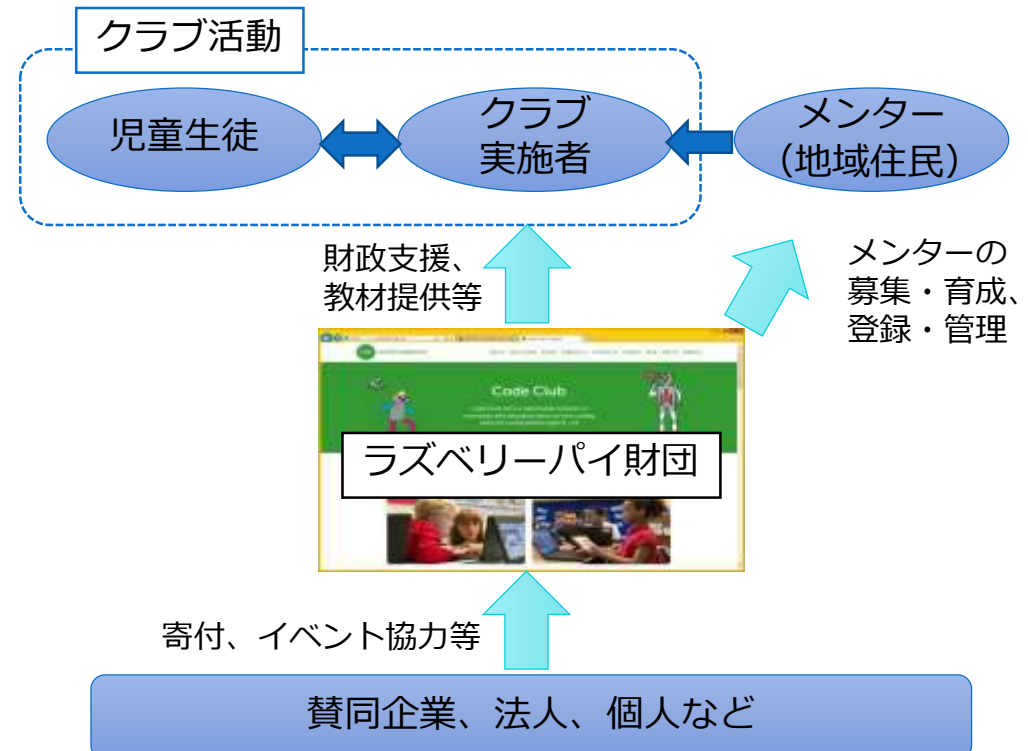 クラブ活動
児童生徒
クラブ
実施者
メンター
（地域住民）
財政支援、
教材提供等
メンターの
募集・育成、
登録・管理
Code Club
ラズベリーパイ財団
寄付、イベント協力等
賛同企業、法人、個人など